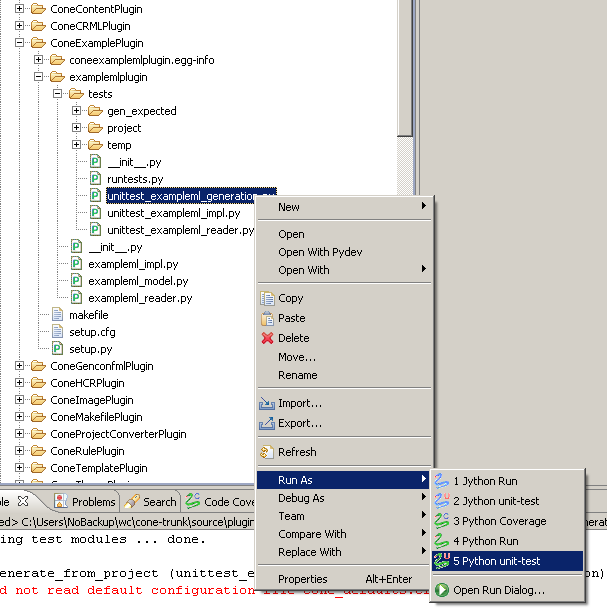 ConeContentPlugin
ConeCRMLPlugin
ConeExamplePlugin
coneexamplemlplugin.egg-info
examplemlplugin
tests
gen_expected
project
temp
__init__.py
runtests.py
unittest_exampleml_generation.py
unittest_exampleml_impl.py
unittest_exampleml_reader.py
__init__.py
exampleml_impl.py
exampleml_model.py
exampleml_reader.py
makefile
setup.cfg
setup.py
ConeGenconfmlPlugin
ConeHCRPlugin
ConeImagePlugin
ConeMakefilePlugin
ConeProjectConverterPlugin
ConeRulePlugin
ConeTemplatePlugin
New
Open
Open With Pydev
Open With
Copy
Paste
Delete
Move...
Rename
Import...
Export...
Refresh
Run As
Debug As
Team
Compare With
Replace With
Properties Alt+Enter
1 Jython Run
2 Jython unit-test
3 Python Coverage
4 Python Run
5 Python unit-test
Open Run Dialog...
Problems Search Code Cove
ed> C:\Users\NoBackup\wc\cone-trunk\source\plugin
ing test modules ... done.
enerate_from_project (unittest_e
d not read default configuration file cone_defaults.c